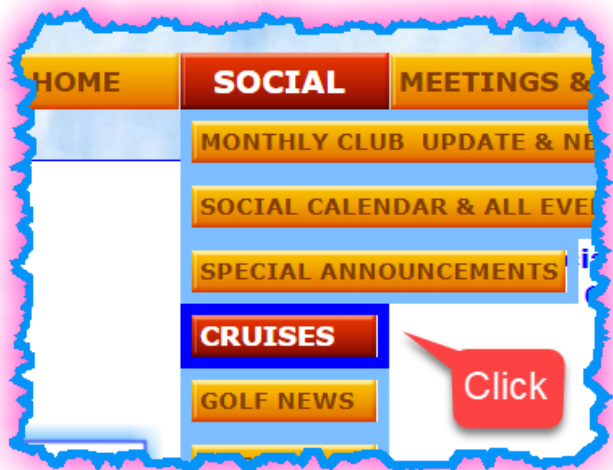 HOME SOCIAL MEETINGS &
MONTHLY CLUB UPDATE & NE
SOCIAL CALENDAR & ALL EVE
SPECIAL ANNOUNCEMENTS
CRUISES
Click
GOLF NEWS